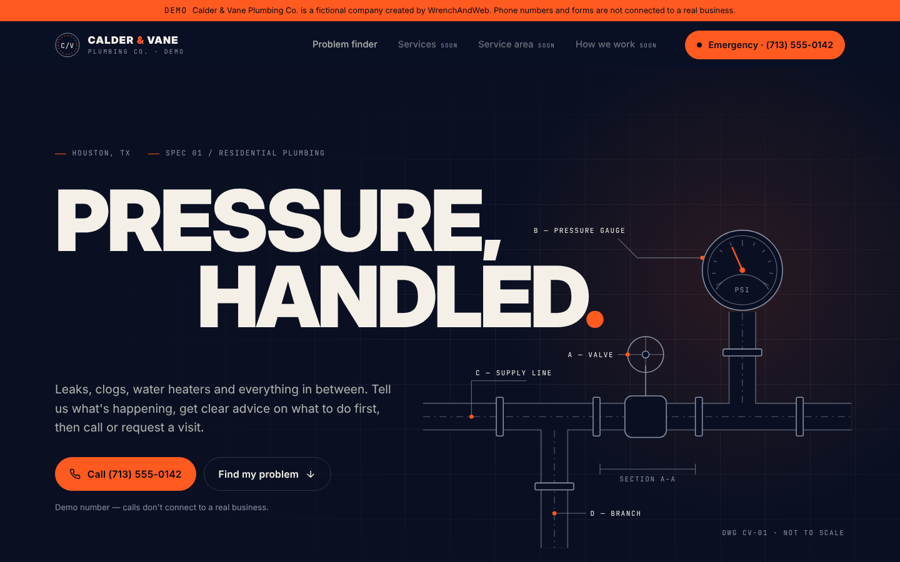 DEMO Calder & Vane Plumbing Co. is a fictional company created by WrenchAndWeb. Phone numbers and forms are not connected to a real business.
C/V
CALDER & VANE
PLUMBING CO. · DEMO
Problem finder
Services SOON
Service area SOON
How we work SOON
Emergency · (713) 555-0142
HOUSTON, TX
SPEC 01 / RESIDENTIAL PLUMBING
PRESSURE,
HANDLED.
B — PRESSURE GAUGE
PSI
A — VALVE
C — SUPPLY LINE
Leaks, clogs, water heaters and everything in between. Tell
us what's happening, get clear advice on what to do first,
then call or request a visit.
Call (713) 555-0142
Find my problem ↓
SECTION A-A
Demo number — calls don't connect to a real business.
D — BRANCH
DWG CV-01 · NOT TO SCALE